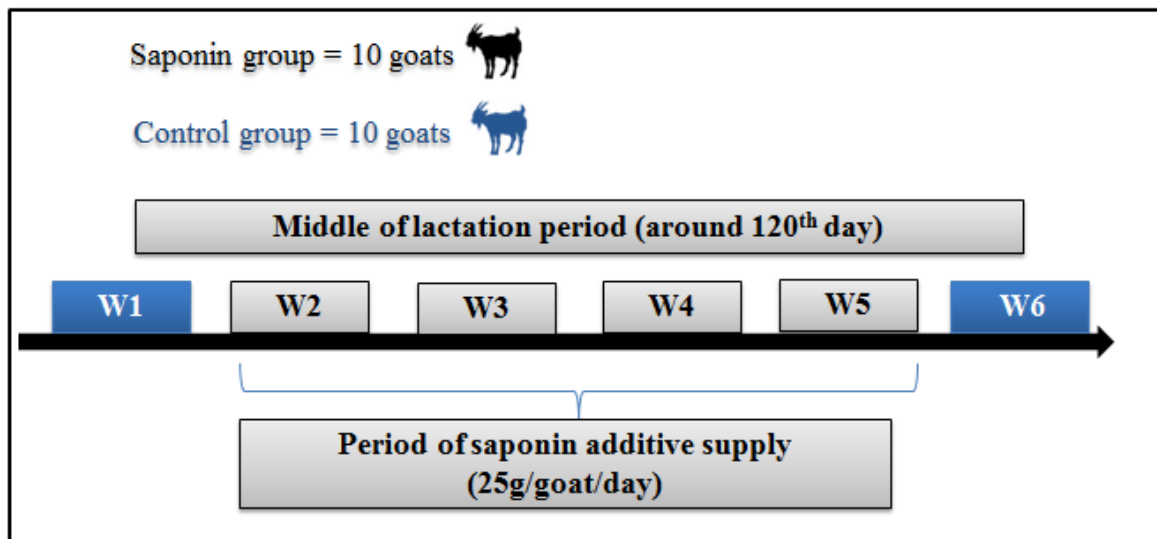 Saponin group = 10 goats
Control group = 10 goats
Middle of lactation period (around 120th day)
W1 W2 W3 W4 W5 W6
Period of saponin additive supply
(25g/goat/day)